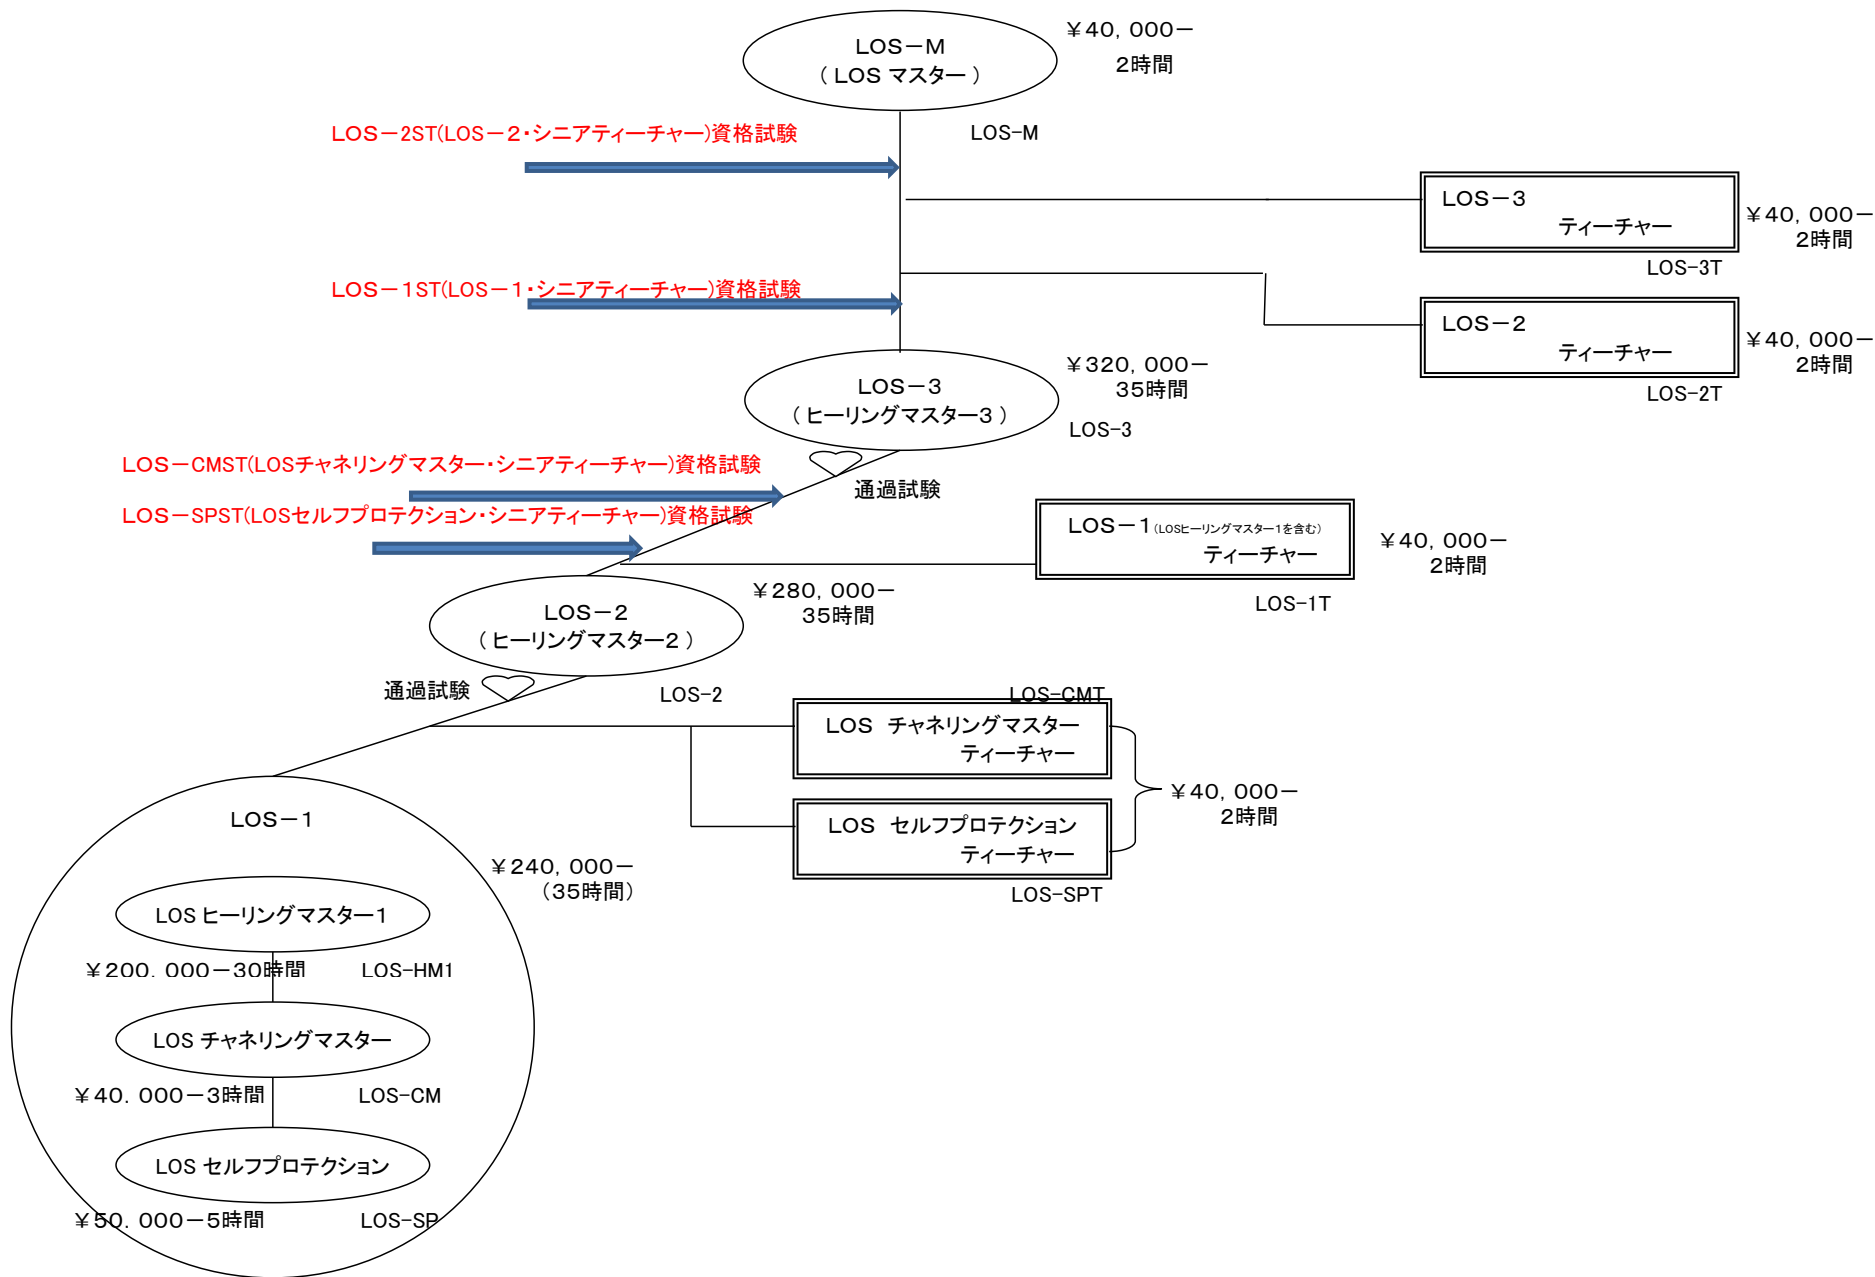 LOS－M
（ LOS マスター ）
￥40，000－
2時間
LOS－2ST(LOS－2・シニアティーチャー)資格試験
LOS-M
LOS－3
ティーチャー
￥40，000－
2時間
LOS-3T
LOS－1ST(LOS－1・シニアティーチャー)資格試験
LOS－2
ティーチャー
￥40，000－
2時間
LOS-2T
LOS－3
（ ヒーリングマスター3 ）
￥320，000－
35時間
LOS-3
LOS－CMST(LOSチャネリングマスター・シニアティーチャー)資格試験
通過試験
LOS－SPST(LOSセルフプロテクション・シニアティーチャー)資格試験
LOS－1（LOSヒーリングマスター1を含む）
ティーチャー
￥40，000－
2時間
LOS-1T
LOS－2
（ ヒーリングマスター2 ）
￥280，000－
35時間
通過試験
LOS-2
LOS-CMT
LOS　チャネリングマスター
ティーチャー
￥40，000－
2時間
LOS　セルフプロテクション
ティーチャー
LOS-SPT
LOS－1
￥240，000－
（35時間）
LOS ヒーリングマスター1
￥200．000－30時間
LOS-HM1
LOS チャネリングマスター
￥40．000－3時間
LOS-CM
LOS セルフプロテクション
￥50．000－5時間
LOS-SP